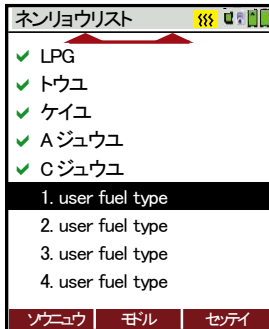 ネンリョウリスト
LPG
トウユ
ケイユ
A ジュウユ
C ジュウユ
1. user fuel type
2. user fuel type
3. user fuel type
4. user fuel type
ソウニュウ モドル セッテイ